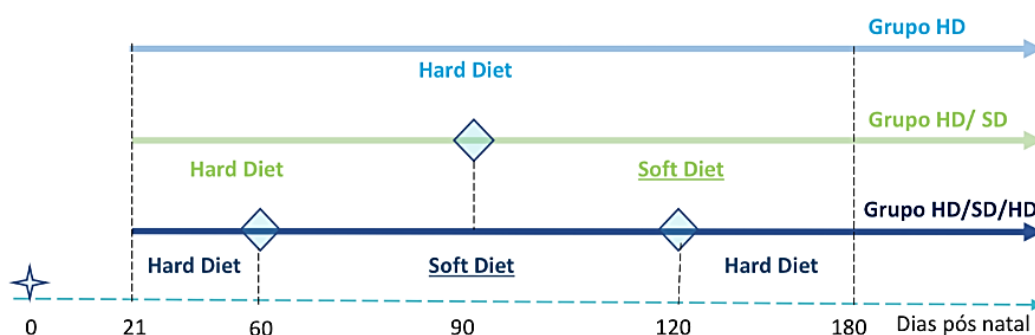 Grupo HD
Hard Diet
Grupo HD/ SD
Hard Diet Soft Diet
Grupo HD/SD/HD
Hard Diet Soft Diet Hard Diet
0 21 60 90 120 180 Dias pós natal